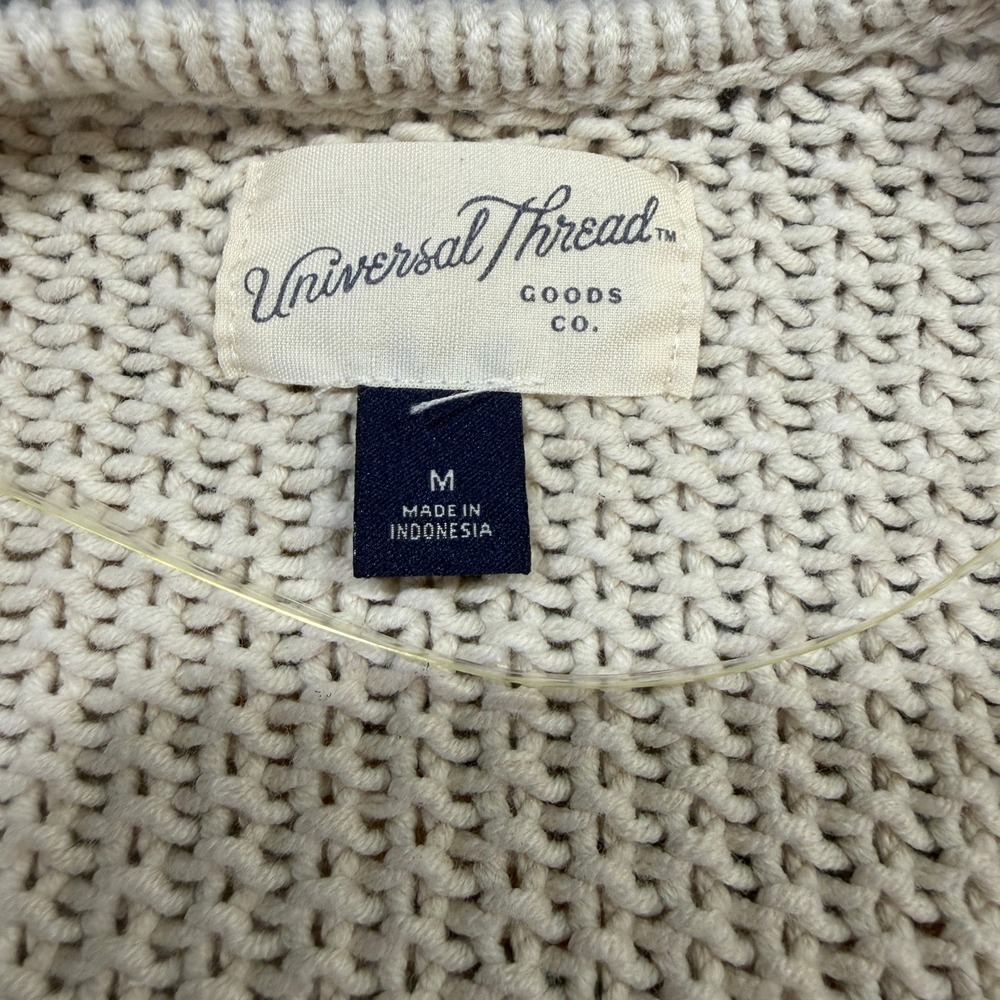 Universal Thread™
GOODS
CO.
M
MADE IN
INDONESIA